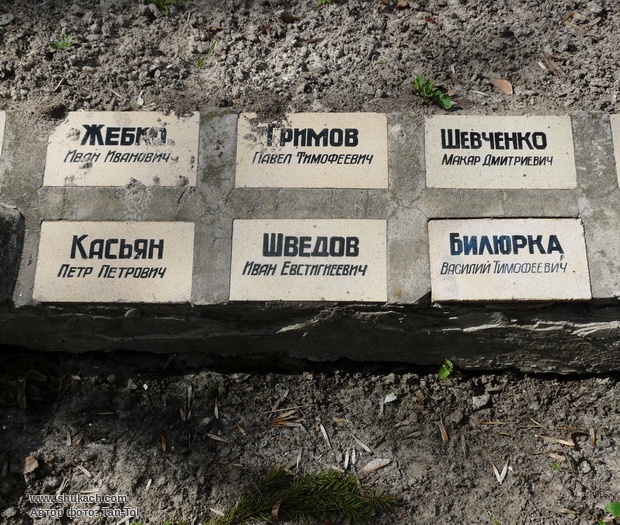 Иван Иванович
Гримов
Павел Тимофеевич
Шевченко
Макар Дмитриевич
Касьян
Петр Петрович
Шведов
Иван Евстигнеевич
Билюрка
Василий Тимофеевич
www.shukach.com
Автор фото: Tan-Tol